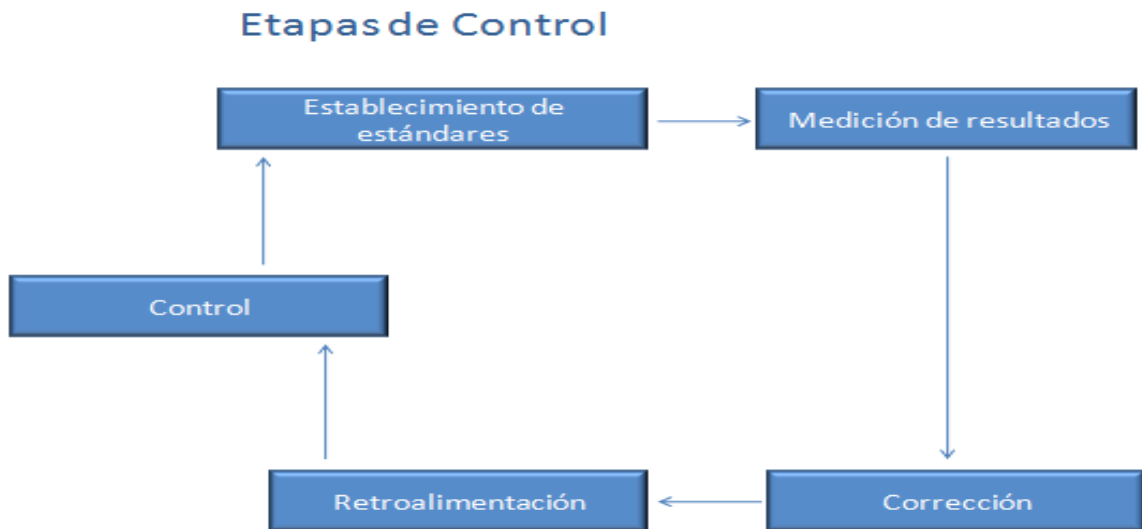 Etapas de Control
Establecimiento de
estándares
Medición de resultados
Control
Retroalimentación
Corrección